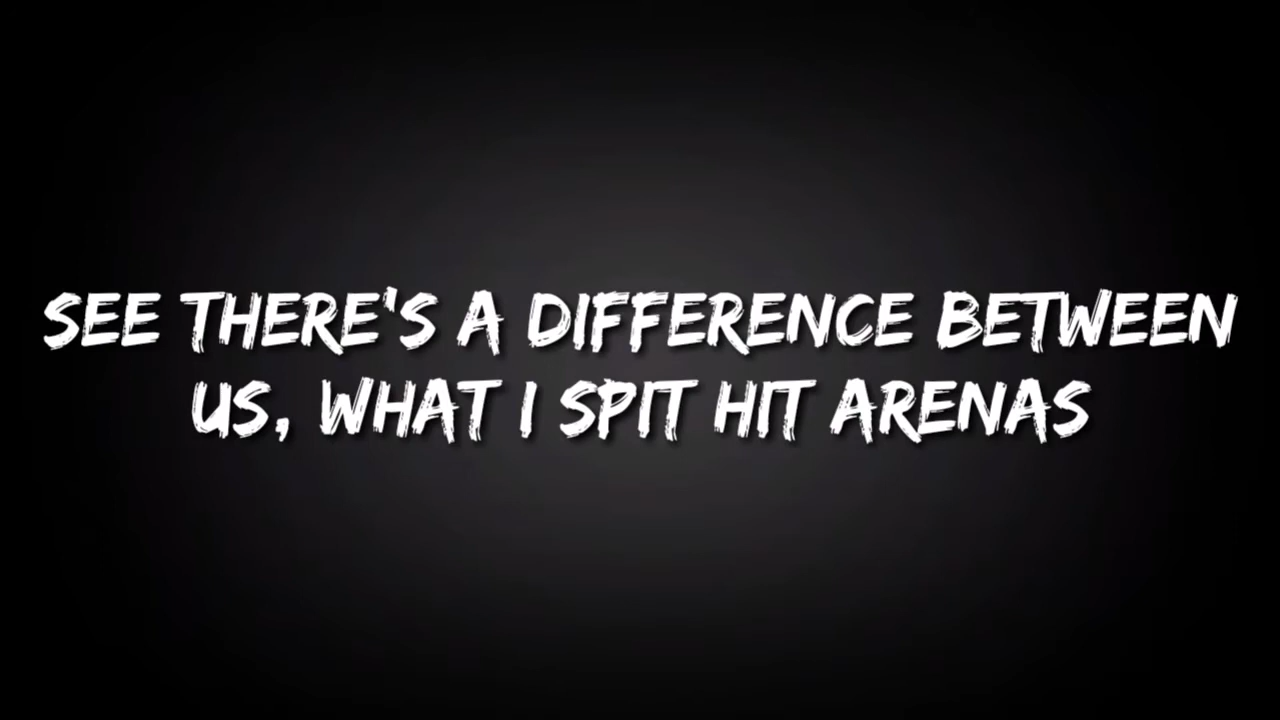 SEE THERE'S A DIFFERENCE BETWEEN
US, WHAT I SPIT HIT ARENAS